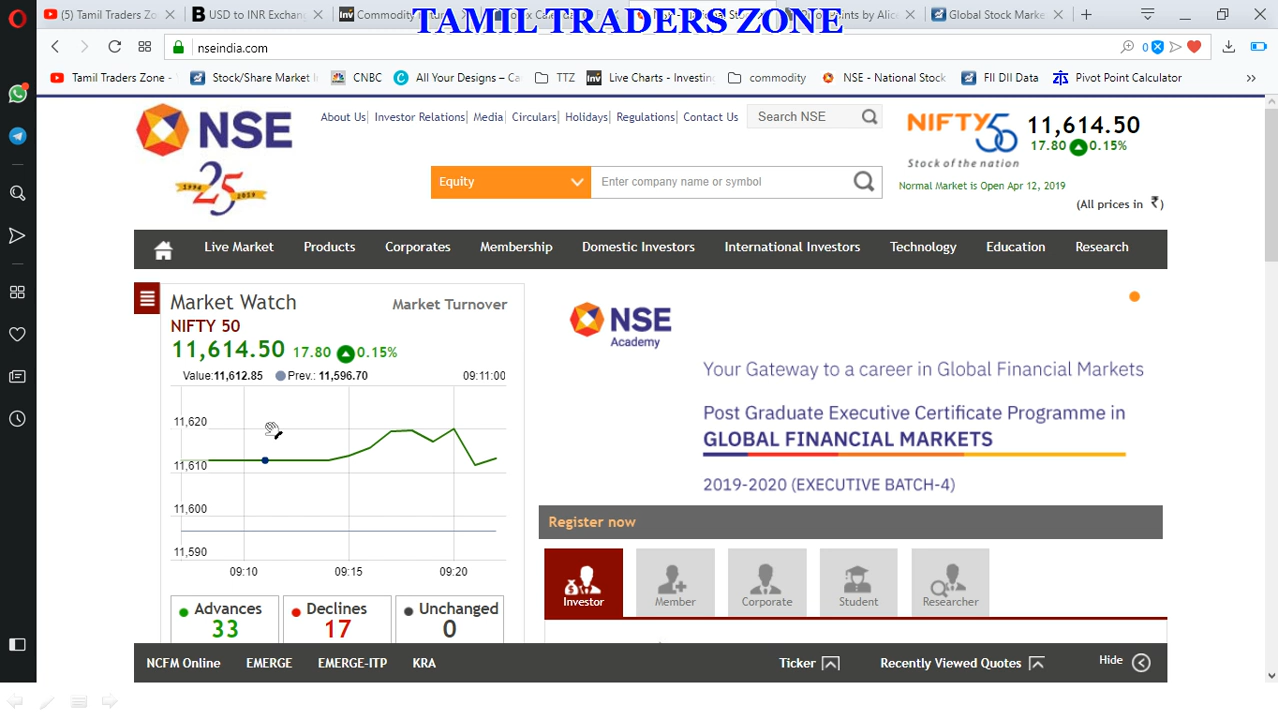 (5) Tamil Traders Zo
USD to INR Exchan
TAMIL TRADERS ZONE
Global Stock Marke
nseindia.com
0
Tamil Traders Zone -
Stock/Share Market I
CNBC
All Your Designs – Ca
TTZ
Live Charts - Investin
commodity
NSE - National Stock
FII DII Data
Pivot Point Calculator
NSE
1994 25 2019
About Us| Investor Relations| Media| Circulars| Holidays| Regulations| Contact Us
Search NSE
NIFTY50
Stock of the nation
11,614.50
17.80 0.15%
Normal Market is Open Apr 12, 2019
(All prices in ₹)
Equity
Enter company name or symbol
Live Market Products Corporates Membership Domestic Investors International Investors Technology Education Research
Market Watch
Market Turnover
NIFTY 50
11,614.50 17.80 0.15%
Value:11,612.85 Prev.: 11,596.70 09:11:00
11,620
11,610
11,600
11,590
09:10 09:15 09:20
Advances
33
Declines
17
Unchanged
0
NSE
Academy
Your Gateway to a career in Global Financial Markets
Post Graduate Executive Certificate Programme in
GLOBAL FINANCIAL MARKETS
2019-2020 (EXECUTIVE BATCH-4)
Register now
Investor
Member
Corporate
Student
Researcher
NCFM Online EMERGE EMERGE-ITP KRA Ticker Recently Viewed Quotes Hide